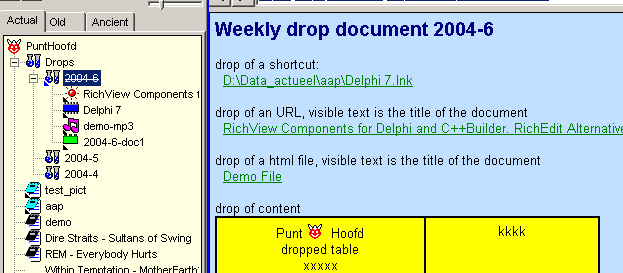 Actual Old Ancient
PuntHoofd
Drops
2004-6
RichView Components f
Delphi 7
demo-mp3
2004-6-doc1
2004-5
2004-4
test_pict
aap
demo
Dire Straits - Sultans of Swing
REM - Everybody Hurts
Within Temptation - MotherEarth
Weekly drop document 2004-6
drop of a shortcut:
D:\Data_actueel\aap\Delphi 7.lnk
drop of an URL, visible text is the title of the document
RichView Components for Delphi and C++Builder. RichEdit Alternative
drop of a html file, visible text is the title of the document
Demo File
drop of content
Punt Hoofd
dropped table
xxxxx
kkkk